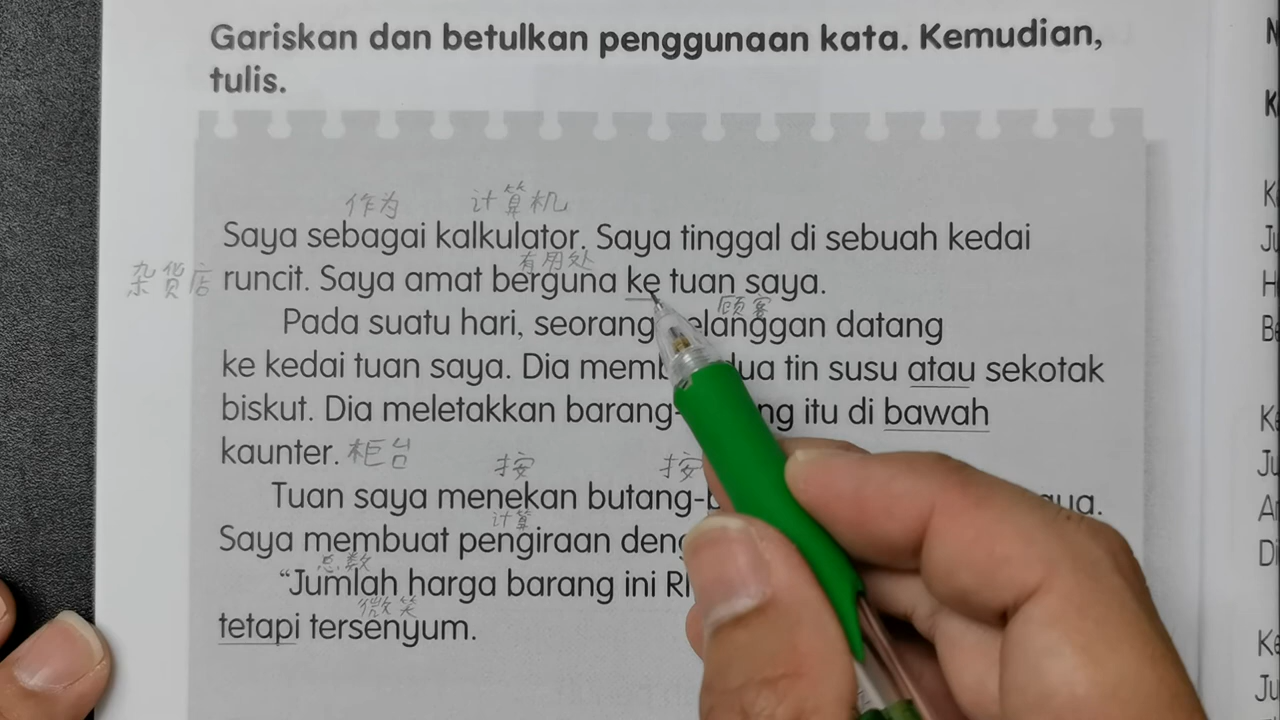 Gariskan dan betulkan penggunaan kata. Kemudian,
tulis.
作为 计算机
Saya sebagai kalkulator. Saya tinggal di sebuah kedai
有用处
杂货店 runcit. Saya amat berguna ke tuan saya.
顾客
Pada suatu hari, seorang elanggan datang
ke kedai tuan saya. Dia memb ua tin susu atau sekotak
biskut. Dia meletakkan barang- ng itu di bawah
kaunter. 柜台
按 按
Tuan saya menekan butang-b ya.
计算
Saya membuat pengiraan deng
总数
“Jumlah harga barang ini R
微笑
tetapi tersenyum.